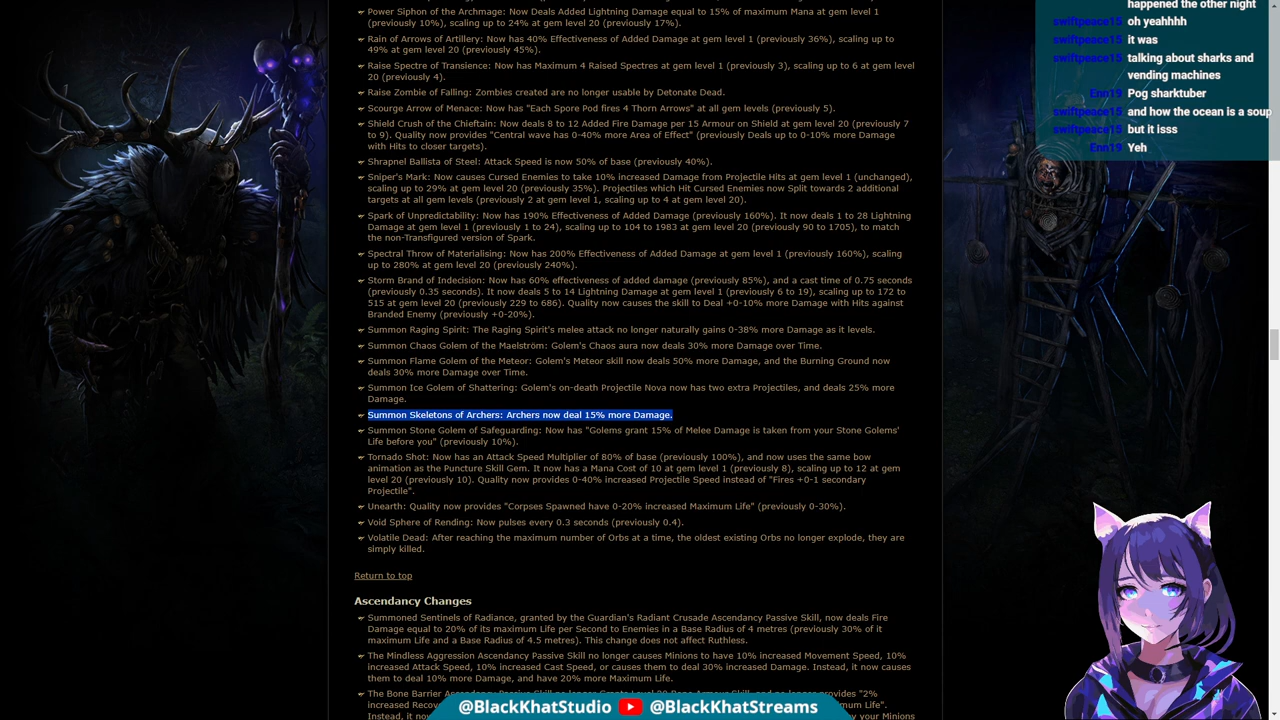 Power Siphon of the Archmage: Now Deals Added Lightning Damage equal to 15% of maximum Mana at gem level 1
(previously 10%), scaling up to 24% at gem level 20 (previously 17%).
Rain of Arrows of Artillery: Now has 40% Effectiveness of Added Damage at gem level 1 (previously 36%), scaling up to
49% at gem level 20 (previously 45%).
Raise Spectre of Transience: Now has Maximum 4 Raised Spectres at gem level 1 (previously 3), scaling up to 6 at gem level
20 (previously 4).
Raise Zombie of Falling: Zombies created are no longer usable by Detonate Dead.
Scourge Arrow of Menace: Now has "Each Spore Pod fires 4 Thorn Arrows" at all gem levels (previously 5).
Shield Crush of the Chieftain: Now deals 8 to 12 Added Fire Damage per 15 Armour on Shield at gem level 20 (previously 7
to 9). Quality now provides "Central wave has 0-40% more Area of Effect" (previously Deals up to 0-10% more Damage
with Hits to closer targets).
Shrapnel Ballista of Steel: Attack Speed is now 50% of base (previously 40%).
Sniper's Mark: Now causes Cursed Enemies to take 10% increased Damage from Projectile Hits at gem level 1 (unchanged),
scaling up to 29% at gem level 20 (previously 35%). Projectiles which Hit Cursed Enemies now Split towards 2 additional
targets at all gem levels (previously 2 at gem level 1, scaling up to 4 at gem level 20).
Spark of Unpredictability: Now has 190% Effectiveness of Added Damage (previously 160%). It now deals 1 to 28 Lightning
Damage at gem level 1 (previously 1 to 24), scaling up to 104 to 1983 at gem level 20 (previously 90 to 1705), to match
the non-Transfigured version of Spark.
Spectral Throw of Materialising: Now has 200% Effectiveness of Added Damage at gem level 1 (previously 160%), scaling
up to 280% at gem level 20 (previously 240%).
Storm Brand of Indecision: Now has 60% effectiveness of added damage (previously 85%), and a cast time of 0.75 seconds
(previously 0.35 seconds). It now deals 5 to 14 Lightning Damage at gem level 1 (previously 6 to 19), scaling up to 172 to
515 at gem level 20 (previously 229 to 686). Quality now causes the skill to Deal +0-10% more Damage with Hits against
Branded Enemy (previously +0-20%).
Summon Raging Spirit: The Raging Spirit's melee attack no longer naturally gains 0-38% more Damage as it levels.
Summon Chaos Golem of the Maelström: Golem's Chaos aura now deals 30% more Damage over Time.
Summon Flame Golem of the Meteor: Golem's Meteor skill now deals 50% more Damage, and the Burning Ground now
deals 30% more Damage over Time.
Summon Ice Golem of Shattering: Golem's on-death Projectile Nova now has two extra Projectiles, and deals 25% more
Damage.
Summon Skeletons of Archers: Archers now deal 15% more Damage.
Summon Stone Golem of Safeguarding: Now has "Golems grant 15% of Melee Damage is taken from your Stone Golems'
Life before you" (previously 10%).
Tornado Shot: Now has an Attack Speed Multiplier of 80% of base (previously 100%), and now uses the same bow
animation as the Puncture Skill Gem. It now has a Mana Cost of 10 at gem level 1 (previously 8), scaling up to 12 at gem
level 20 (previously 10). Quality now provides 0-40% increased Projectile Speed instead of "Fires +0-1 secondary
Projectile".
Unearth: Quality now provides "Corpses Spawned have 0-20% increased Maximum Life" (previously 0-30%).
Void Sphere of Rending: Now pulses every 0.3 seconds (previously 0.4).
Volatile Dead: After reaching the maximum number of Orbs at a time, the oldest existing Orbs no longer explode, they are
simply killed.
Return to top
Ascendancy Changes
Summoned Sentinels of Radiance, granted by the Guardian's Radiant Crusade Ascendancy Passive Skill, now deals Fire
Damage equal to 20% of its maximum Life per Second to Enemies in a Base Radius of 4 metres (previously 30% of it
maximum Life and a Base Radius of 4.5 metres). This change does not affect Ruthless.
The Mindless Aggression Ascendancy Passive Skill no longer causes Minions to have 10% increased Movement Speed, 10%
increased Attack Speed, 10% increased Cast Speed, or causes them to deal 30% increased Damage. Instead, it now causes
them to deal 10% more Damage, and have 20% more Maximum Life.
The Bone Barrier
"2%
increased Recov
mum Life".
Instead, it now
your Minions
@BlackKhatStudio @BlackKhatStreams
happened the other night
swiftpeace15 oh yeahhhh
swiftpeace15 it was
swiftpeace15 talking about sharks and
vending machines
Enn19 Pog sharktuber
swiftpeace15 and how the ocean is a soup
swiftpeace15 but it isss
Enn19 Yeh